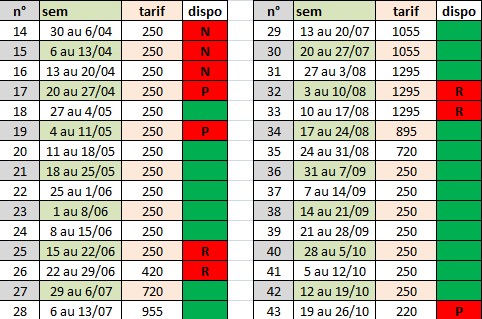 n° sem tarif dispo
14 30 au 6/04 250 N
15 6 au 13/04 250 N
16 13 au 20/04 250 N
17 20 au 27/04 250 P
18 27 au 4/05 250
19 4 au 11/05 250 P
20 11 au 18/05 250
21 18 au 25/05 250
22 25 au 1/06 250
23 1 au 8/06 250
24 8 au 15/06 250
25 15 au 22/06 250 R
26 22 au 29/06 420 R
27 29 au 6/07 720
28 6 au 13/07 955
n° sem tarif dispo
29 13 au 20/07 1055
30 20 au 27/07 1055
31 27 au 3/08 1295
32 3 au 10/08 1295 R
33 10 au 17/08 1295 R
34 17 au 24/08 895
35 24 au 31/08 720
36 31 au 7/09 250
37 7 au 14/09 250
38 14 au 21/09 250
39 21 au 28/09 250
40 28 au 5/10 250
41 5 au 12/10 250
42 12 au 19/10 250
43 19 au 26/10 220 P